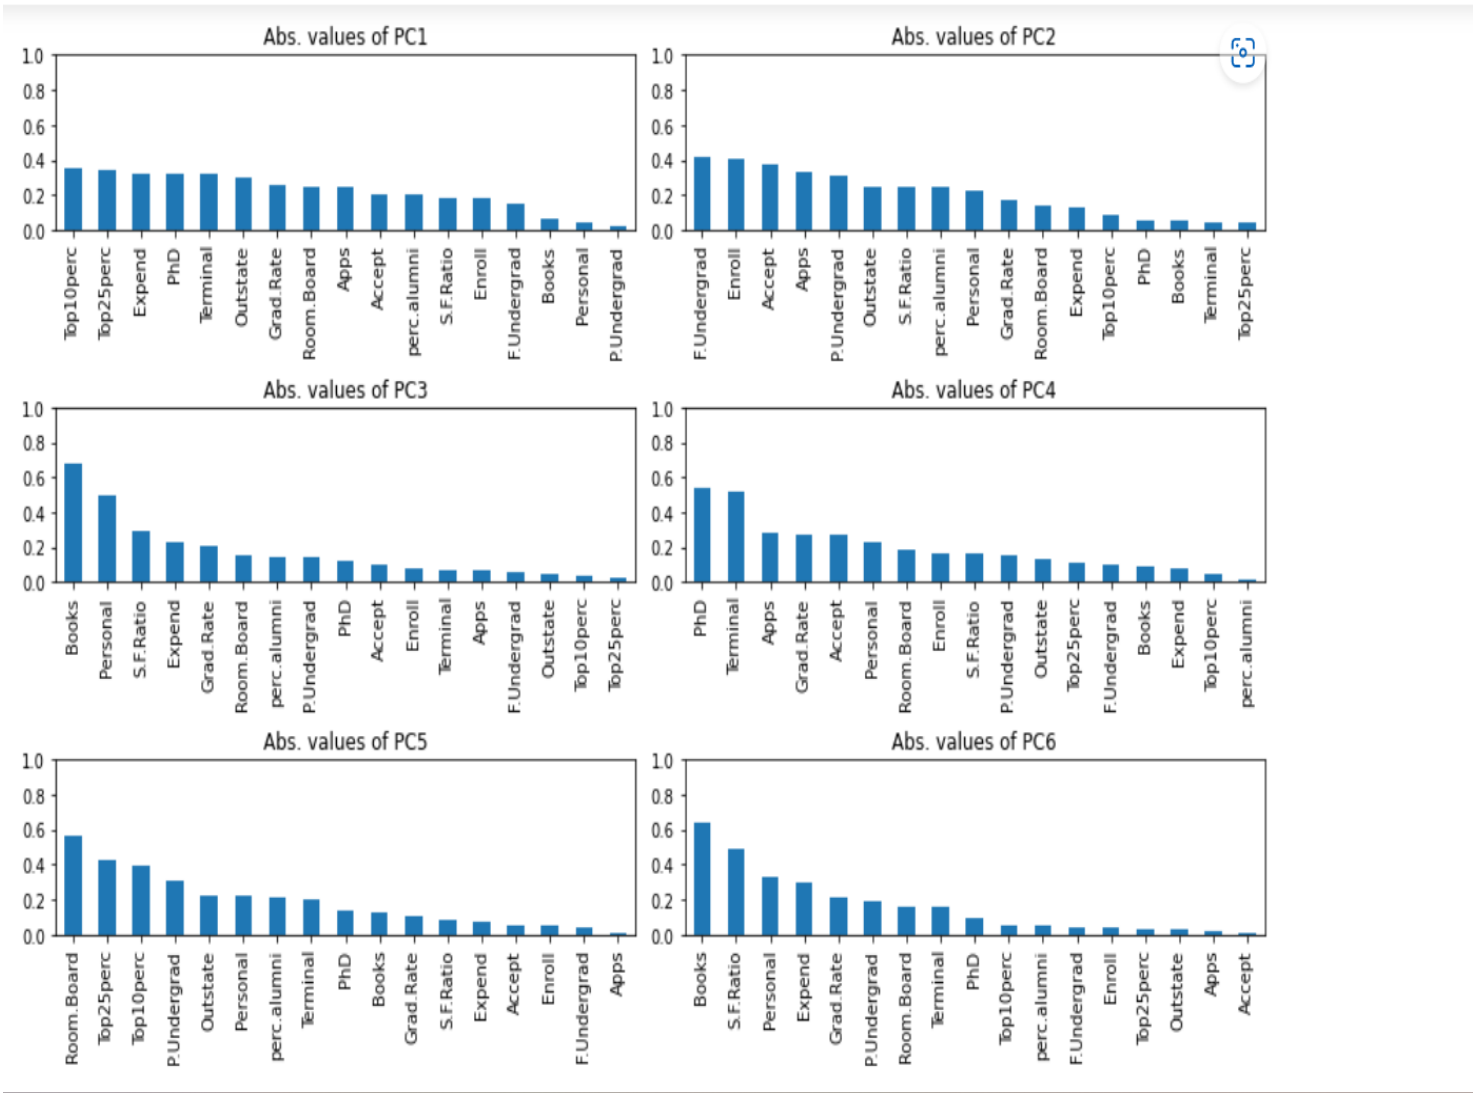 Abs. values of PC1
1.0
0.8
0.6
0.4
0.2
0.0
Top10perc
Top25perc
Expend
PhD
Terminal
Outstate
Grad.Rate
Room.Board
Apps
Accept
perc.alumni
S.F.Ratio
Enroll
F.Undergrad
Books
Personal
P.Undergrad
Abs. values of PC2
1.0
0.8
0.6
0.4
0.2
0.0
F.Undergrad
Enroll
Accept
Apps
P.Undergrad
Outstate
S.F.Ratio
perc.alumni
Personal
Grad.Rate
Room.Board
Expend
Top10perc
PhD
Books
Terminal
Top25perc
Abs. values of PC3
1.0
0.8
0.6
0.4
0.2
0.0
Books
Personal
S.F.Ratio
Expend
Grad.Rate
Room.Board
perc.alumni
P.Undergrad
PhD
Accept
Enroll
Terminal
Apps
F.Undergrad
Outstate
Top10perc
Top25perc
Abs. values of PC4
1.0
0.8
0.6
0.4
0.2
0.0
PhD
Terminal
Apps
Grad.Rate
Accept
Personal
Room.Board
Enroll
S.F.Ratio
P.Undergrad
Outstate
Top25perc
F.Undergrad
Books
Expend
Top10perc
perc.alumni
Abs. values of PC5
1.0
0.8
0.6
0.4
0.2
0.0
Room.Board
Top25perc
Top10perc
P.Undergrad
Outstate
Personal
perc.alumni
Terminal
PhD
Books
Grad.Rate
S.F.Ratio
Expend
Accept
Enroll
F.Undergrad
Apps
Abs. values of PC6
1.0
0.8
0.6
0.4
0.2
0.0
Books
S.F.Ratio
Personal
Expend
Grad.Rate
P.Undergrad
Room.Board
Terminal
PhD
Top10perc
perc.alumni
F.Undergrad
Enroll
Top25perc
Outstate
Apps
Accept